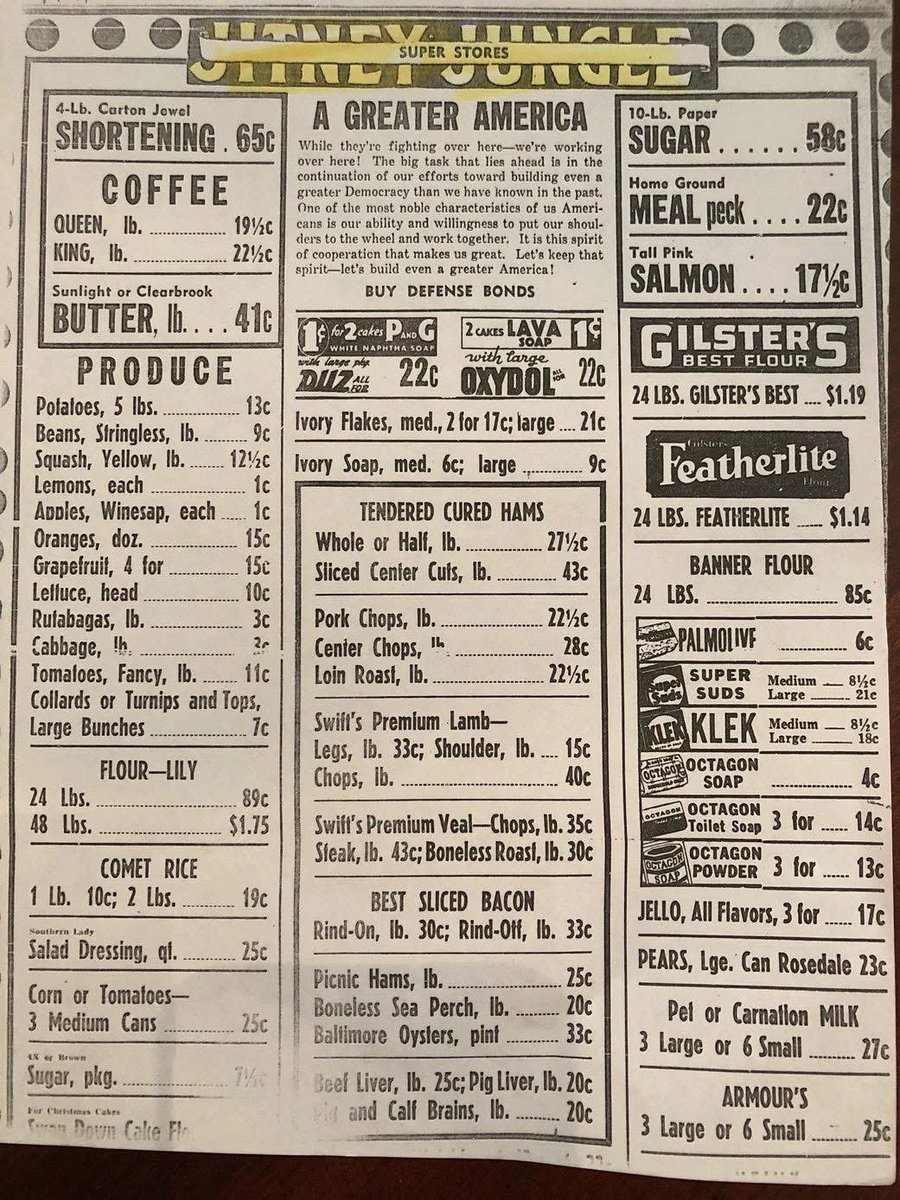 JITNEY JUNGLE
SUPER STORES
4-Lb. Carton Jewel
SHORTENING . 65c
COFFEE
QUEEN, lb. 19½c
KING, lb. 22½c
Sunlight or Clearbrook
BUTTER, lb. . . . 41c
PRODUCE
Potatoes, 5 lbs. 13c
Beans, Stringless, lb. 9c
Squash, Yellow, lb. 12½c
Lemons, each 1c
Apples, Winesap, each 1c
Oranges, doz. 15c
Grapefruit, 4 for 15c
Lettuce, head 10c
Rutabagas, lb. 3c
Cabbage, lb. 3c
Tomatoes, Fancy, lb. 11c
Collards or Turnips and Tops,
Large Bunches 7c
FLOUR—LILY
24 Lbs. 89c
48 Lbs. $1.75
COMET RICE
1 Lb. 10c; 2 Lbs. 19c
Southern Lady
Salad Dressing, qt. 25c
Corn or Tomatoes—
3 Medium Cans 25c
4X or Brown
Sugar, pkg. 7½c
For Christmas Cakes
Swan Down Cake
A GREATER AMERICA
While they're fighting over here—we're working
over here! The big task that lies ahead is in the
continuation of our efforts toward building even a
greater Democracy than we have known in the past.
One of the most noble characteristics of us Ameri-
cans is our ability and willingness to put our shoul-
ders to the wheel and work together. It is this spirit
of cooperation that makes us great. Let's keep that
spirit—let's build even a greater America!
BUY DEFENSE BONDS
1c for 2 cakes P AND G
WHITE NAPHTHA SOAP
with large pkg.
DUZ ALL FOR 22c
2 CAKES LAVA SOAP 1c
with large
OXYDOL ALL FOR 22c
Ivory Flakes, med., 2 for 17c; large 21c
Ivory Soap, med. 6c; large 9c
TENDERED CURED HAMS
Whole or Half, lb. 27½c
Sliced Center Cuts, lb. 43c
Pork Chops, lb. 22½c
Center Chops, lb. 28c
Loin Roast, lb. 22½c
Swift's Premium Lamb—
Legs, lb. 33c; Shoulder, lb. 15c
Chops, lb. 40c
Swift's Premium Veal—Chops, lb. 35c
Steak, lb. 43c; Boneless Roast, lb. 30c
BEST SLICED BACON
Rind-On, lb. 30c; Rind-Off, lb. 33c
Picnic Hams, lb. 25c
Boneless Sea Perch, lb. 20c
Baltimore Oysters, pint 33c
Beef Liver, lb. 25c; Pig Liver, lb. 20c
Pig and Calf Brains, lb. 20c
10-Lb. Paper
SUGAR . . . . . . 58c
Home Ground
MEAL peck . . . . 22c
Tall Pink
SALMON . . . . 17½c
GILSTER'S
BEST FLOUR
24 LBS. GILSTER'S BEST $1.19
Gilster's
Featherlite
Flour
24 LBS. FEATHERLITE $1.14
BANNER FLOUR
24 LBS. 85c
PALMOLIVE 6c
Super Suds
SUPER SUDS
Medium 8½c
Large 21c
KLEK
KLEK
Medium 8½c
Large 18c
OCTAGON
OCTAGON SOAP 4c
OCTAGON
OCTAGON Toilet Soap 3 for 14c
OCTAGON SOAP
OCTAGON POWDER 3 for 13c
JELLO, All Flavors, 3 for 17c
PEARS, Lge. Can Rosedale 23c
Pet or Carnation MILK
3 Large or 6 Small 27c
ARMOUR'S
3 Large or 6 Small 25c